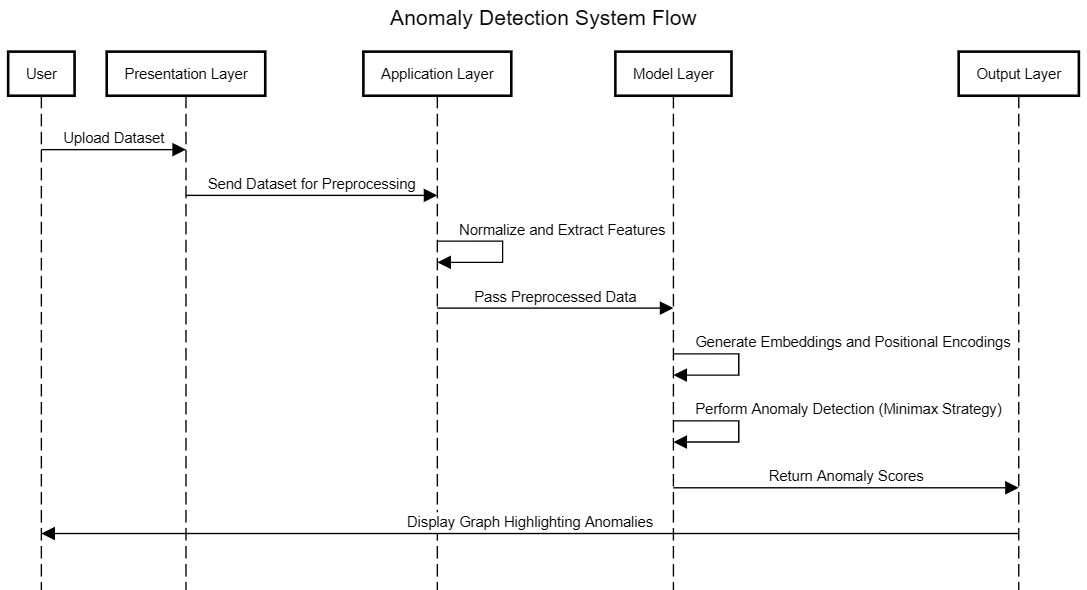 Anomaly Detection System Flow
User
Presentation Layer
Application Layer
Model Layer
Output Layer
Upload Dataset
Send Dataset for Preprocessing
Normalize and Extract Features
Pass Preprocessed Data
Generate Embeddings and Positional Encodings
Perform Anomaly Detection (Minimax Strategy)
Return Anomaly Scores
Display Graph Highlighting Anomalies